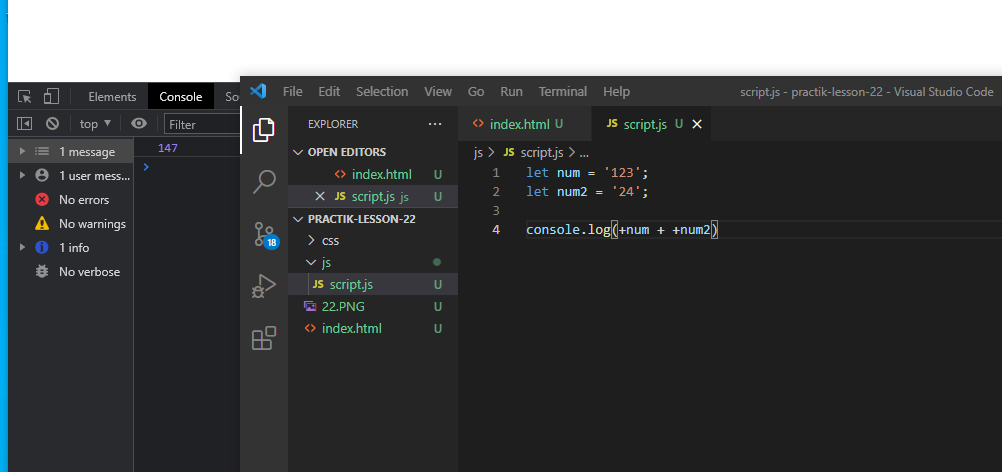 File Edit Selection View Go Run Terminal Help
script.js - practik-lesson-22 - Visual Studio Code
Elements Console So
top
Filter
1 message
1 user mess...
No errors
No warnings
1 info
No verbose
147
18
EXPLORER
OPEN EDITORS
index.html U
JS script.js js U
PRACTIK-LESSON-22
css
js
JS script.js U
22.PNG U
index.html U
index.html U
JS script.js U
js > JS script.js > ...
1 let num = '123';
2 let num2 = '24';
3
4 console.log(+num + +num2)